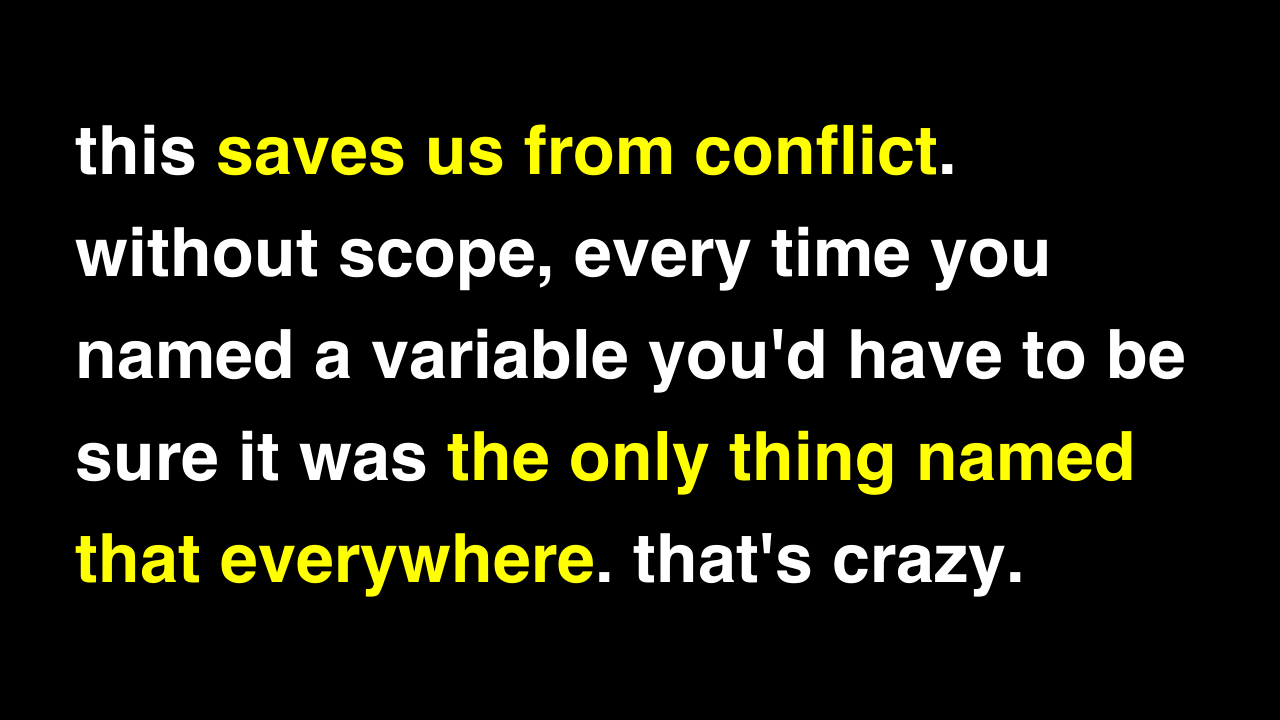 this saves us from conflict.
without scope, every time you
named a variable you'd have to be
sure it was the only thing named
that everywhere. that's crazy.